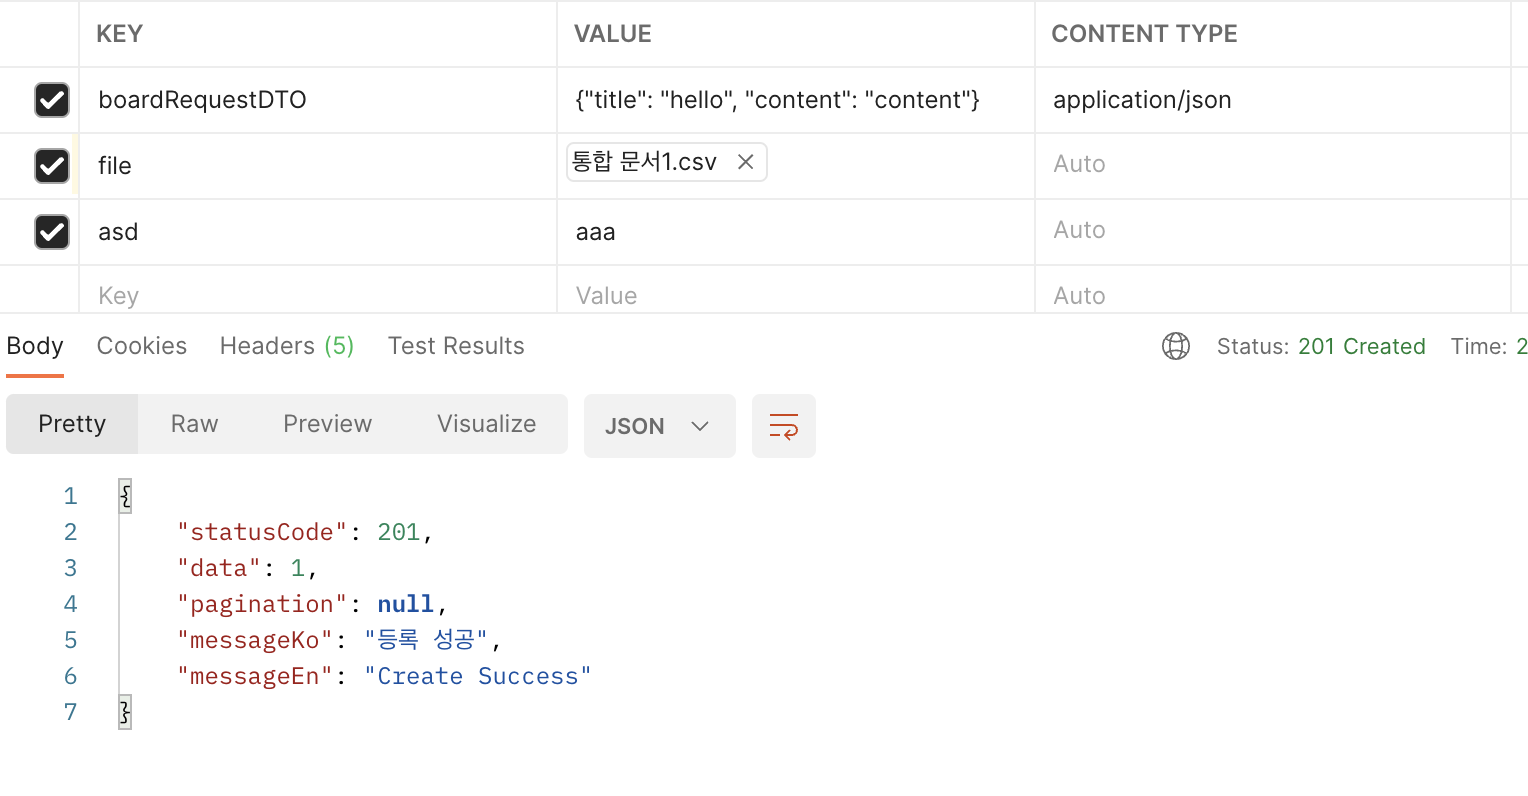 KEY VALUE CONTENT TYPE
boardRequestDTO {"title": "hello", "content": "content"} application/json
file 통합 문서1.csv Auto
asd aaa Auto
Key Value Auto
Body Cookies Headers (5) Test Results Status: 201 Created Time: 2
Pretty Raw Preview Visualize JSON
1 {
2 "statusCode": 201,
3 "data": 1,
4 "pagination": null,
5 "messageKo": "등록 성공",
6 "messageEn": "Create Success"
7 }